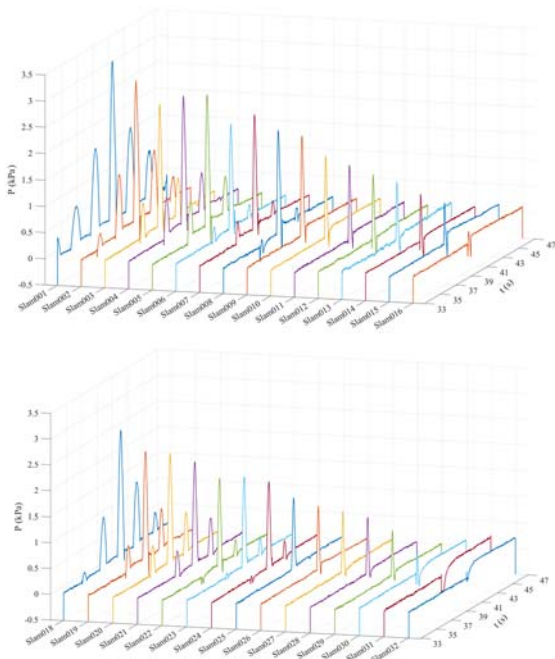 3.5
3
2.5
2
1.5
1
0.5
0
-0.5
P (kPa)
Slam001
Slam002
Slam003
Slam004
Slam005
Slam006
Slam007
Slam008
Slam009
Slam010
Slam011
Slam012
Slam013
Slam014
Slam015
Slam016
33
35
37
39
41
43
45
47
t (s)
3.5
3
2.5
2
1.5
1
0.5
0
-0.5
P (kPa)
Slam018
Slam019
Slam020
Slam021
Slam022
Slam023
Slam024
Slam025
Slam026
Slam027
Slam028
Slam029
Slam030
Slam031
Slam032
33
35
37
39
41
43
45
47
t (s)